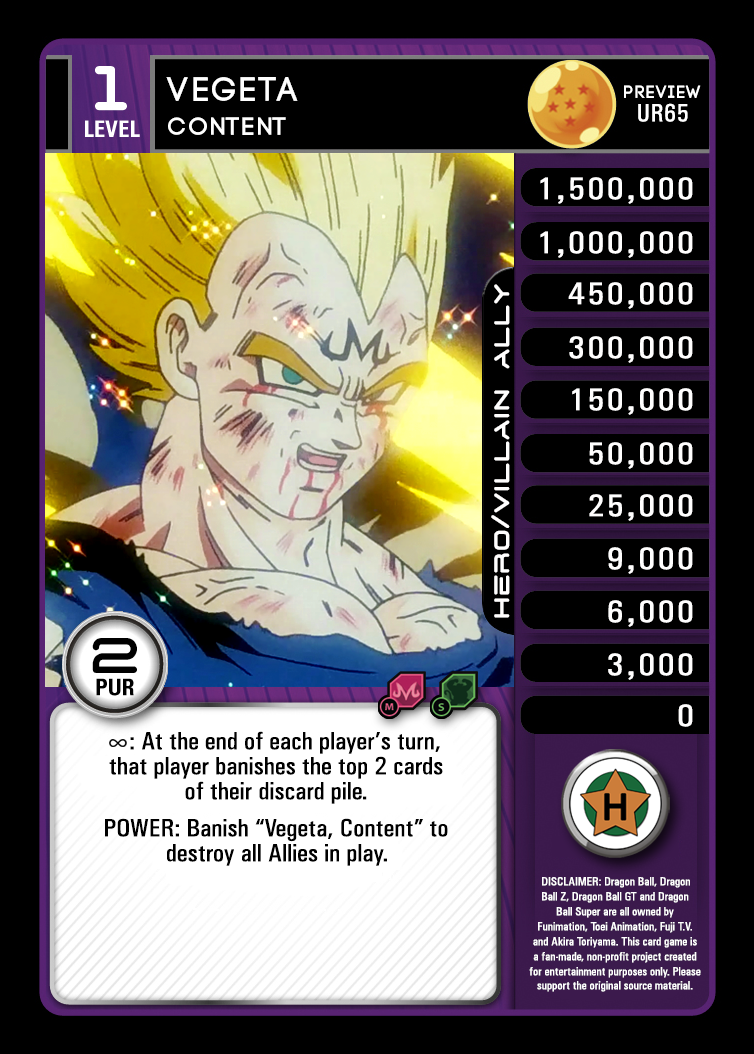 1
LEVEL
VEGETA
CONTENT
PREVIEW
UR65
1,500,000
1,000,000
450,000
300,000
150,000
50,000
25,000
9,000
6,000
3,000
0
HERO/VILLAIN ALLY
2
PUR
M
S
∞: At the end of each player's turn,
that player banishes the top 2 cards
of their discard pile.
POWER: Banish “Vegeta, Content” to
destroy all Allies in play.
H
DISCLAIMER: Dragon Ball, Dragon
Ball Z, Dragon Ball GT and Dragon
Ball Super are all owned by
Funimation, Toei Animation, Fuji T.V.
and Akira Toriyama. This card game is
a fan-made, non-profit project created
for entertainment purposes only. Please
support the original source material.